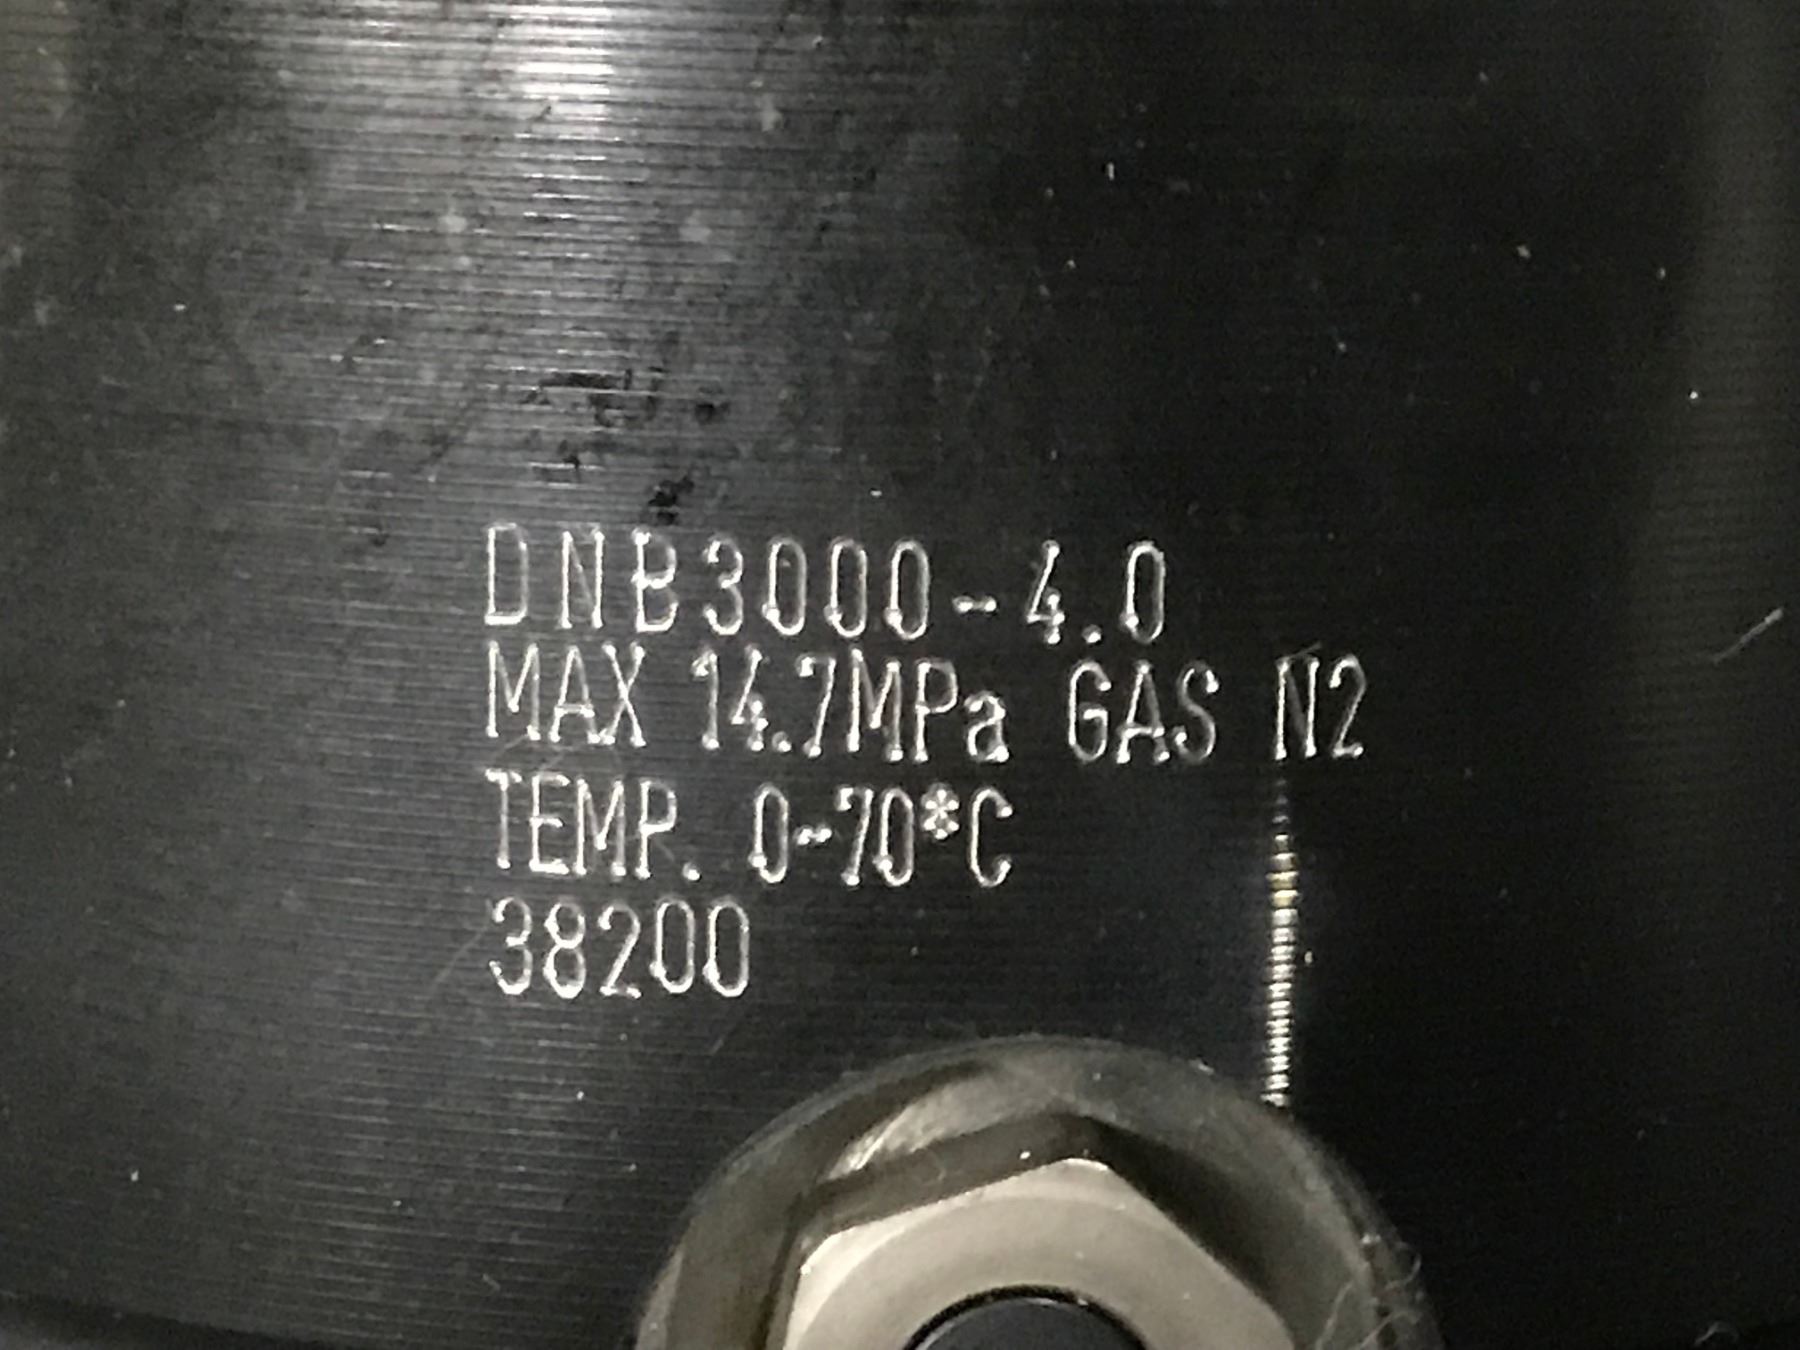 DNB3000-4.0
MAX 14.7MPa GAS N2
TEMP. 0-70*C
38200